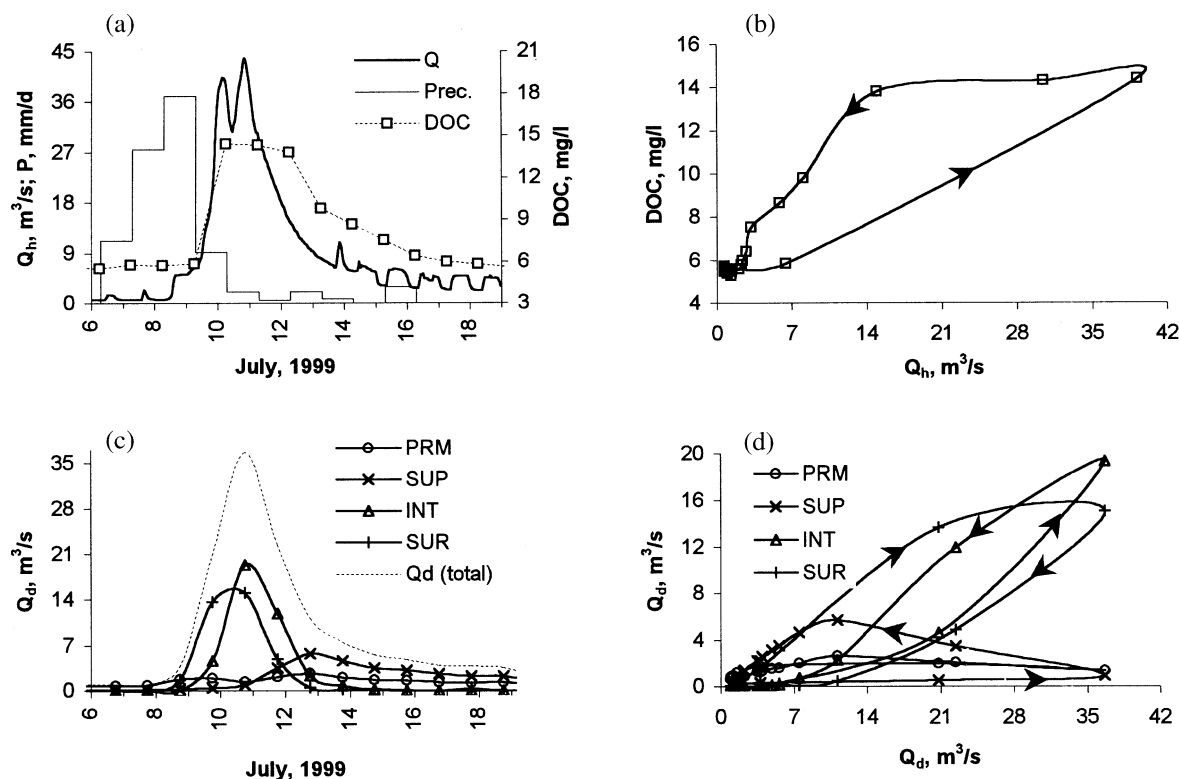 (a)
45
36
27
18
9
0
Q_h, m³/s; P, mm/d
Q
Prec.
DOC
21
18
15
12
9
6
3
DOC, mg/l
6
8
10
12
14
16
18
July, 1999
(b)
16
14
12
10
8
6
4
DOC, mg/l
0
7
14
21
28
35
42
Q_h, m³/s
(c)
35
28
21
14
7
0
Q_d, m³/s
PRM
SUP
INT
SUR
Qd (total)
6
8
10
12
14
16
18
July, 1999
(d)
20
16
12
8
4
0
Q_d, m³/s
PRM
SUP
INT
SUR
0
7
14
21
28
35
42
Q_d, m³/s